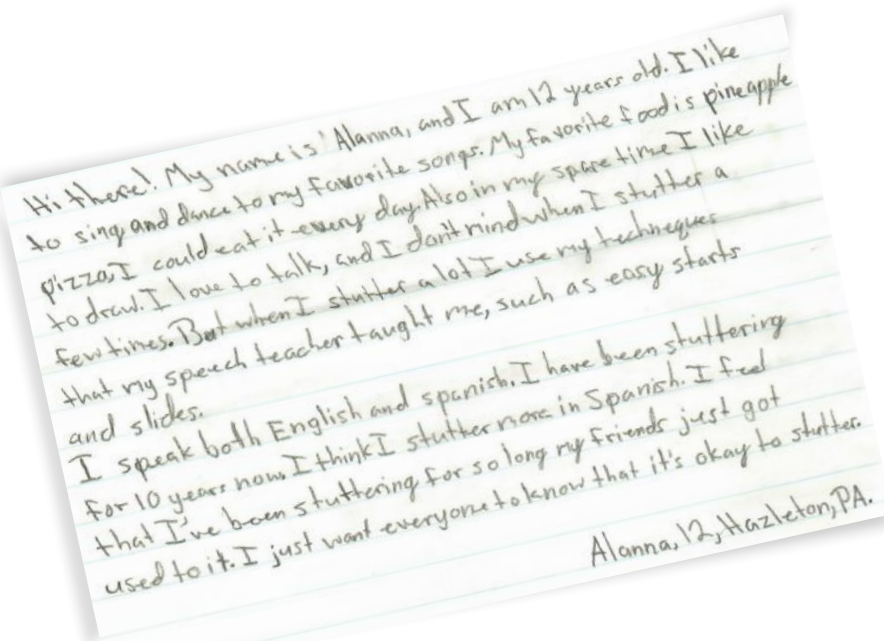 Hi there! My name is Alanna, and I am 12 years old. I like
to sing and dance to my favorite songs. My favorite food is pineapple
pizza, I could eat it every day. Also in my spare time I like
to draw. I love to talk, and I don't mind when I stutter a
few times. But when I stutter a lot I use my techneques
that my speech teacher taught me, such as easy starts
and slides.
I speak both English and spanish. I have been stuttering
for 10 years now. I think I stutter more in Spanish. I feel
that I've been stuttering for so long my friends just got
used to it. I just want everyone to know that it's okay to stutter.
Alanna, 12, Hazleton, PA.